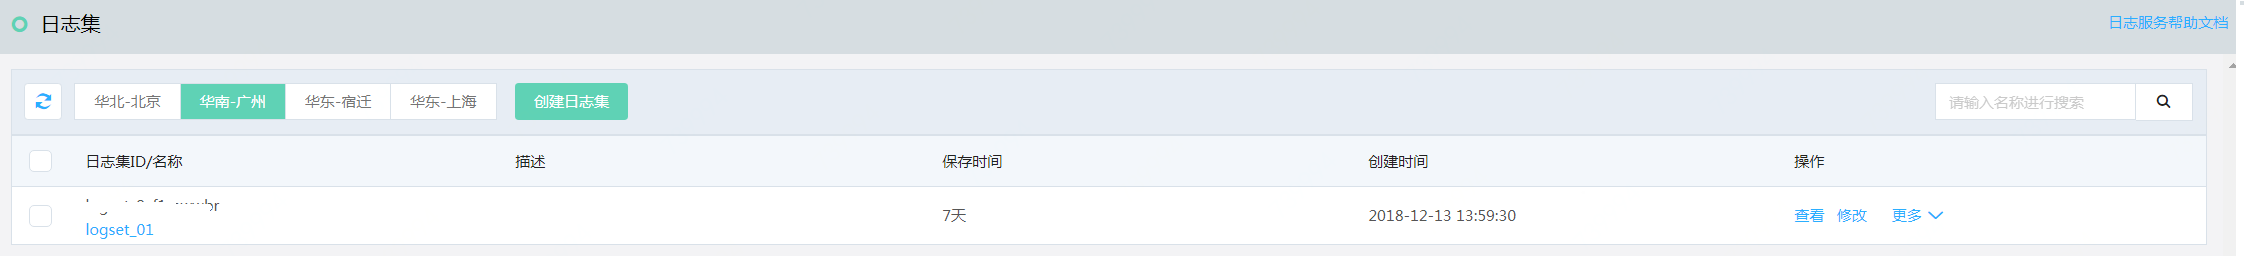 日志集
日志服务帮助文档
华北-北京 华南-广州 华东-宿迁 华东-上海 创建日志集 请输入名称进行搜索
日志集ID/名称 描述 保存时间 创建时间 操作
logset_01 7天 2018-12-13 13:59:30 查看 修改 更多